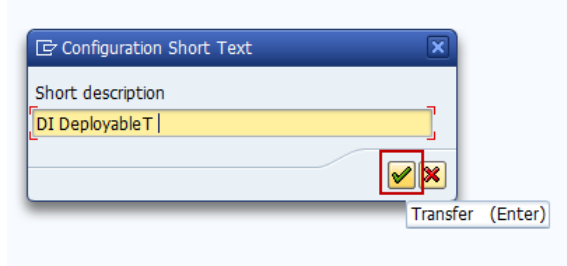 Configuration Short Text
Short description
DI DeployableT
Transfer (Enter)